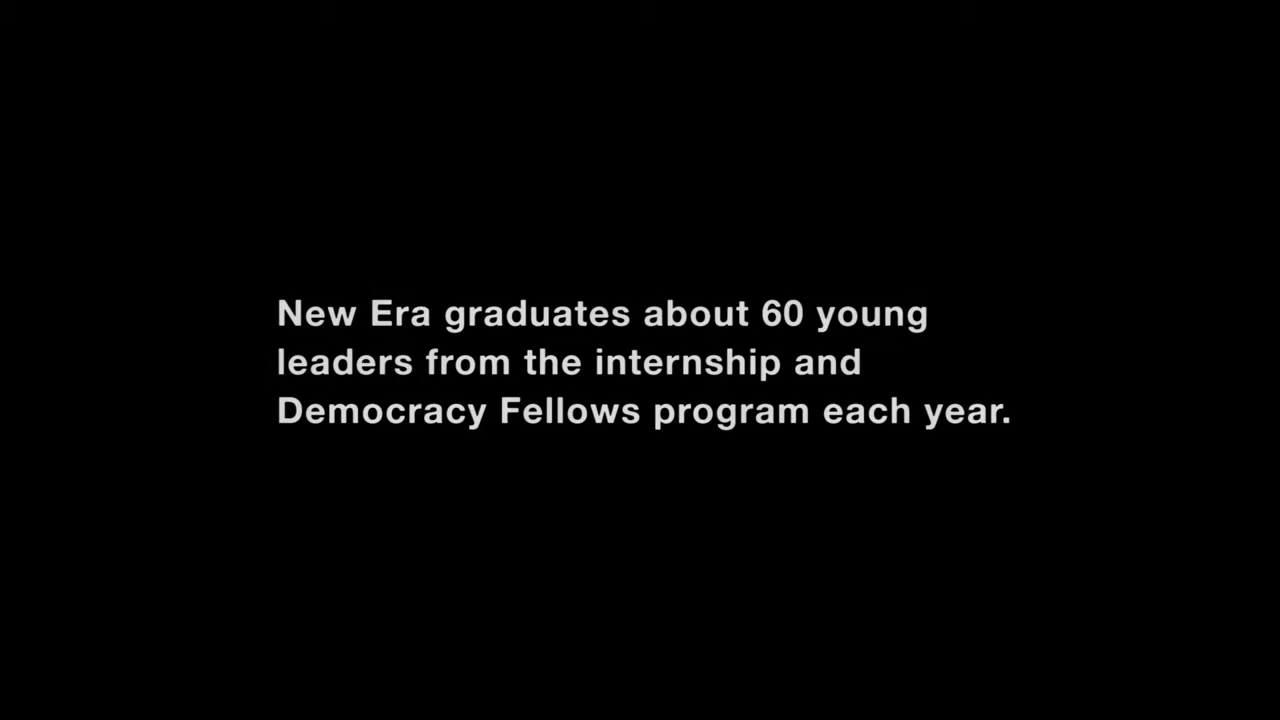 New Era graduates about 60 young
leaders from the internship and
Democracy Fellows program each year.